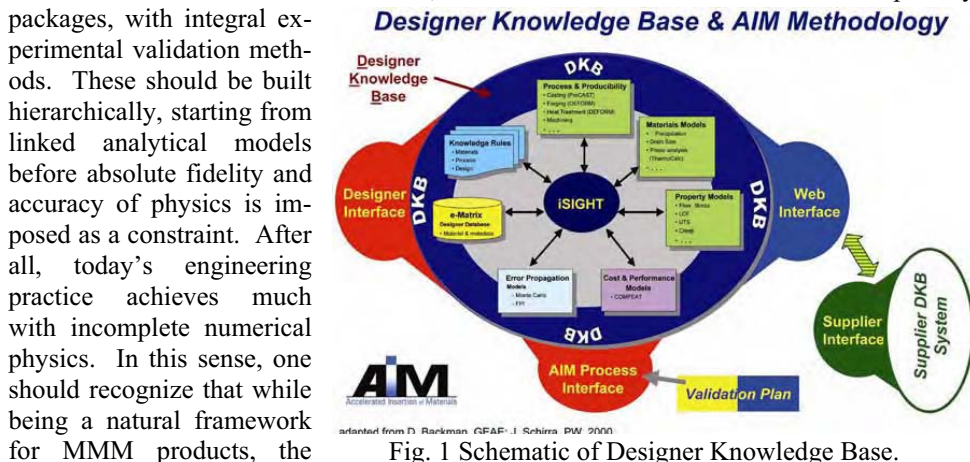 packages, with integral ex-
perimental validation meth-
ods. These should be built
hierarchically, starting from
linked analytical models
before absolute fidelity and
accuracy of physics is im-
posed as a constraint. After
all, today's engineering
practice achieves much
with incomplete numerical
physics. In this sense, one
should recognize that while
being a natural framework
for MMM products, the
Designer Knowledge Base & AIM Methodology
Designer
Knowledge
Base
DKB
Process & Producibility
• Casting (ProCAST)
• Forging (DEFORM)
• Heat Treatment (DEFORM)
• Machining
• . . .
Knowledge Rules
• Materials
• Process
• Design
Materials Models
• Precipitation
• Grain Size
• Phase analysis
(ThermoCalc)
Designer
Interface
DKB
e-Matrix
Designer Database
• Material & metadata
iSIGHT
Property Models
• Flow Stress
• LCF
• UTS
• Creep
• . . .
DKB
Web
Interface
Error Propagation
Models
- Monte Carlo
- FPI
Cost & Performance
Models
• COMPEAT
DKB
Supplier
Interface
Supplier DKB
System
AIM
Accelerated Insertion of Materials
AIM Process
Interface
Validation Plan
adapted from D. Backman, GEAE; J. Schirra, PW, 2000
Fig. 1 Schematic of Designer Knowledge Base.